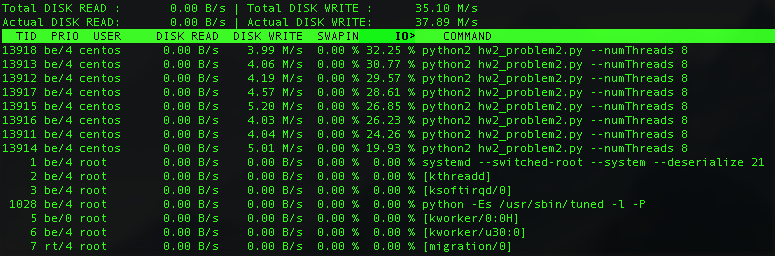 Total DISK READ :       0.00 B/s | Total DISK WRITE :      35.10 M/s
Actual DISK READ:       0.00 B/s | Actual DISK WRITE:      37.89 M/s
  TID  PRIO  USER     DISK READ  DISK WRITE  SWAPIN     IO>    COMMAND
13918 be/4 centos      0.00 B/s    3.99 M/s  0.00 % 32.25 % python2 hw2_problem2.py --numThreads 8
13913 be/4 centos      0.00 B/s    4.06 M/s  0.00 % 30.77 % python2 hw2_problem2.py --numThreads 8
13912 be/4 centos      0.00 B/s    4.19 M/s  0.00 % 29.57 % python2 hw2_problem2.py --numThreads 8
13917 be/4 centos      0.00 B/s    4.57 M/s  0.00 % 28.61 % python2 hw2_problem2.py --numThreads 8
13915 be/4 centos      0.00 B/s    5.20 M/s  0.00 % 26.85 % python2 hw2_problem2.py --numThreads 8
13916 be/4 centos      0.00 B/s    4.03 M/s  0.00 % 26.23 % python2 hw2_problem2.py --numThreads 8
13911 be/4 centos      0.00 B/s    4.04 M/s  0.00 % 24.26 % python2 hw2_problem2.py --numThreads 8
13914 be/4 centos      0.00 B/s    5.01 M/s  0.00 % 19.93 % python2 hw2_problem2.py --numThreads 8
    1 be/4 root        0.00 B/s    0.00 B/s  0.00 %  0.00 % systemd --switched-root --system --deserialize 21
    2 be/4 root        0.00 B/s    0.00 B/s  0.00 %  0.00 % [kthreadd]
    3 be/4 root        0.00 B/s    0.00 B/s  0.00 %  0.00 % [ksoftirqd/0]
 1028 be/4 root        0.00 B/s    0.00 B/s  0.00 %  0.00 % python -Es /usr/sbin/tuned -l -P
    5 be/0 root        0.00 B/s    0.00 B/s  0.00 %  0.00 % [kworker/0:0H]
    6 be/4 root        0.00 B/s    0.00 B/s  0.00 %  0.00 % [kworker/u30:0]
    7 rt/4 root        0.00 B/s    0.00 B/s  0.00 %  0.00 % [migration/0]